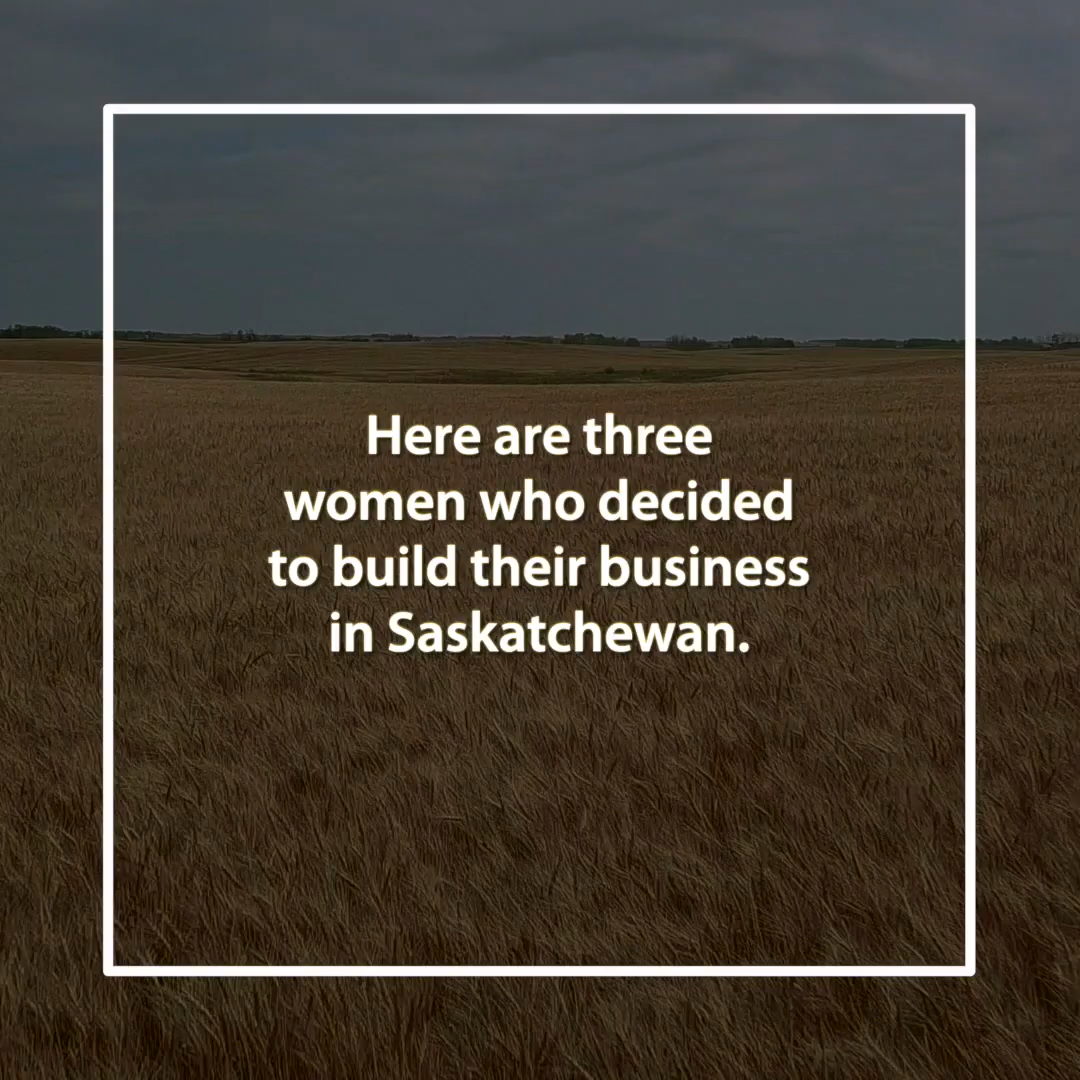 Here are three
women who decided
to build their business
in Saskatchewan.